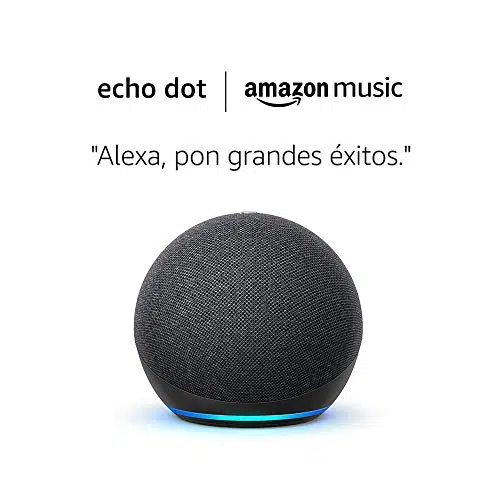 echo dot | amazon music
"Alexa, pon grandes éxitos."